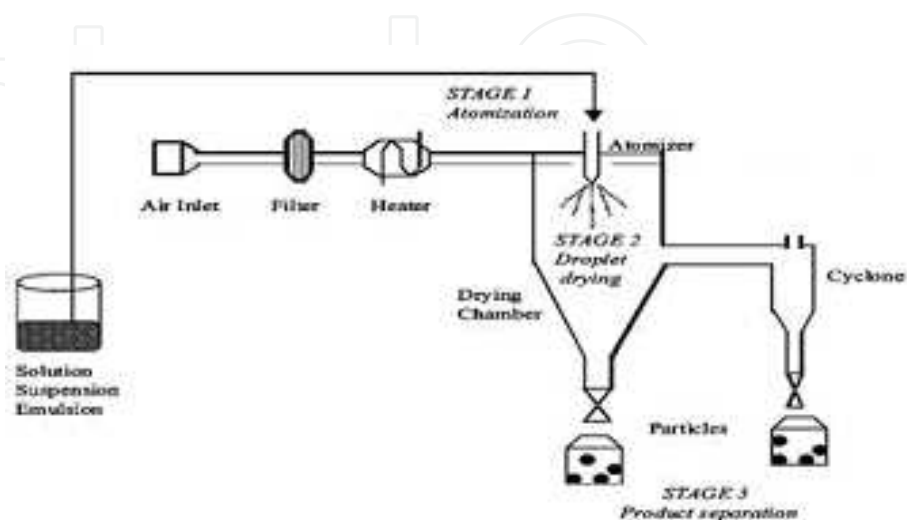 STAGE 1
Atomization
Atomizer
Air Inlet
Filter
Heater
STAGE 2
Droplet
drying
Cyclone
Drying
Chamber
Solution
Suspension
Emulsion
Particles
STAGE 3
Product separation